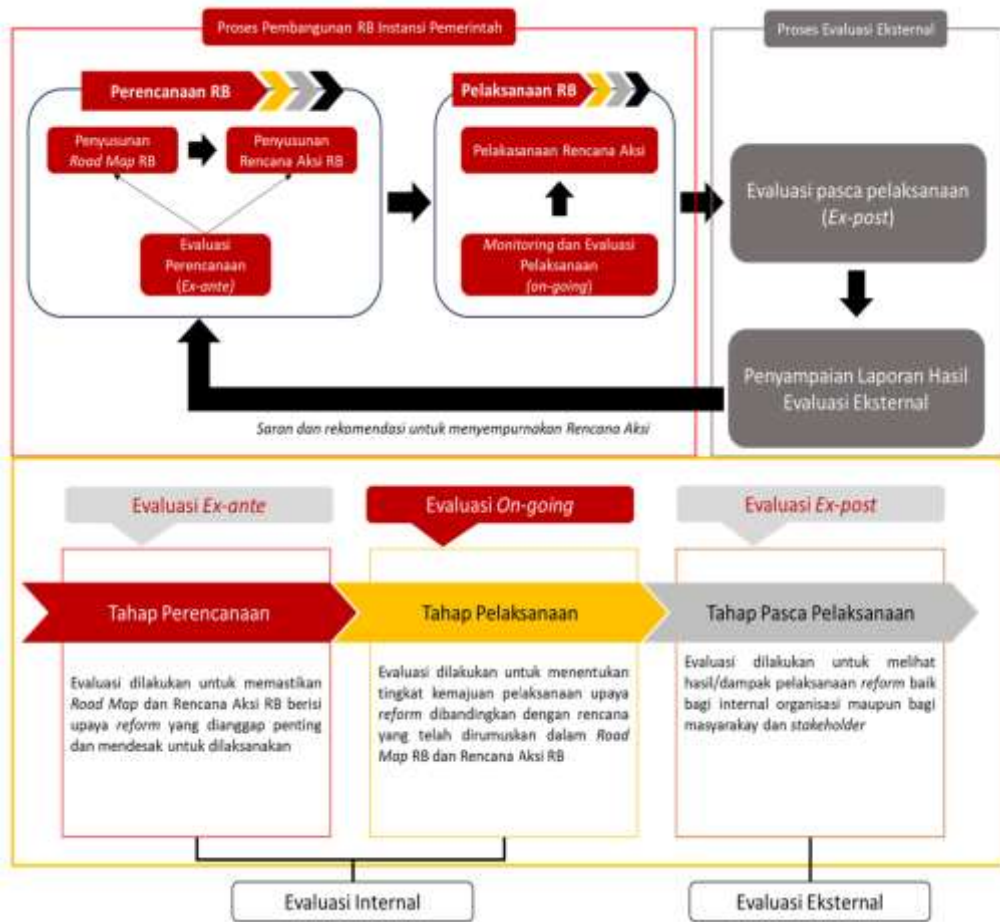 Proses Pembangunan RB Instansi Pemerintah
Proses Evaluasi Eksternal
Perencanaan RB
Pelaksanaan RB
Penyusunan
Road Map RB
Penyusunan
Rencana Aksi RB
Evaluasi
Perencanaan
(Ex-ante)
Pelakasanaan Rencana Aksi
Monitoring dan Evaluasi
Pelaksanaan
(on-going)
Evaluasi pasca pelaksanaan
(Ex-post)
Penyampaian Laporan Hasil
Evaluasi Eksternal
Saran dan rekomendasi untuk menyempurnakan Rencana Aksi
Evaluasi Ex-ante
Evaluasi On-going
Evaluasi Ex-post
Tahap Perencanaan
Tahap Pelaksanaan
Tahap Pasca Pelaksanaan
Evaluasi dilakukan untuk memastikan
Road Map dan Rencana Aksi RB berisi
upaya reform yang dianggap penting
dan mendesak untuk dilaksanakan
Evaluasi dilakukan untuk menentukan
tingkat kemajuan pelaksanaan upaya
reform dibandingkan dengan rencana
yang telah dirumuskan dalam Road
Map RB dan Rencana Aksi RB
Evaluasi dilakukan untuk melihat
hasil/dampak pelaksanaan reform baik
bagi internal organisasi maupun bagi
masyarakay dan stakeholder
Evaluasi Internal
Evaluasi Eksternal